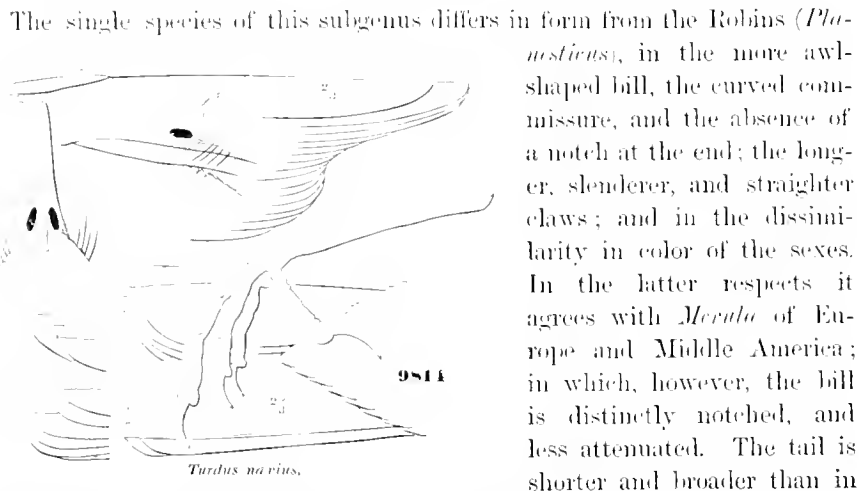 The single species of this subgenus differs in form from the Robins (Pla-
nesticus), in the more awl-
shaped bill, the curved com-
missure, and the absence of
a notch at the end; the long-
er, slenderer, and straighter
claws; and in the dissimi-
larity in color of the sexes.
In the latter respects it
agrees with Merula of Eu-
rope and Middle America;
in which, however, the bill
is distinctly notched, and
less attenuated. The tail is
shorter and broader than in
2/3
9814
2/3
Turdus nævius.